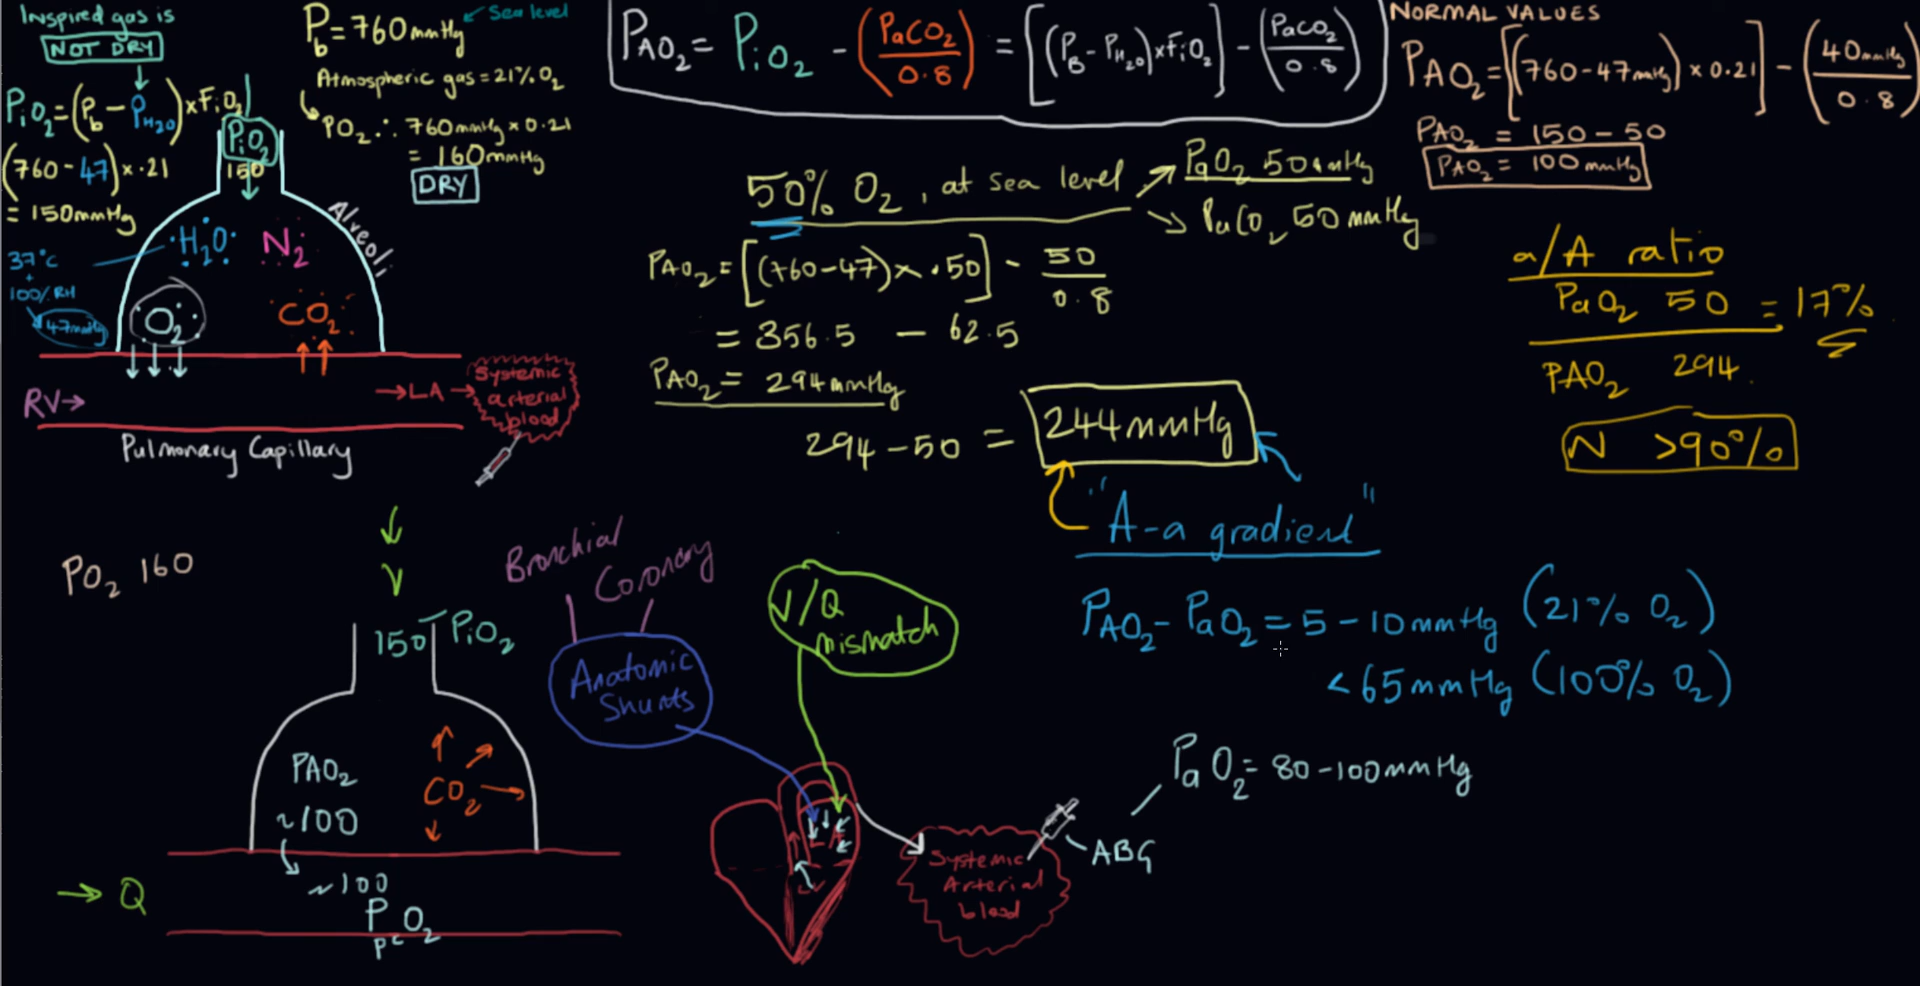 Inspired gas is
NOT DRY
PiO₂=(Pb-PH₂O)×FiO₂
(760-47)×.21
= 150mmHg
37°c
+
100% RH
47mmHg
PiO₂
150
Alveoli
H₂O
N₂
O₂
CO₂
RV→
→LA→
Systemic
arterial
blood
Pulmonary Capillary
Pb=760mmHg
Sea level
Atmospheric gas=21% O₂
PO₂ ∴ 760mmHg×0.21
= 160mmHg
DRY
PAO₂= PiO₂ - (PaCO₂/0.8) = [(PB-PH₂O)×FiO₂] - (PaCO₂/0.8)
NORMAL VALUES
PAO₂=[(760-47mmHg)×0.21] - (40mmHg/0.8)
PAO₂ = 150-50
PAO₂ = 100mmHg
50% O₂, at sea level
PaO₂ 50mmHg
PaCO₂ 50mmHg
PAO₂=[(760-47)×.50] - 50/0.8
= 356.5 - 62.5
PAO₂= 294mmHg
294-50 = 244mmHg
"A-a gradient"
a/A ratio
PaO₂ 50 = 17%
PAO₂ 294
N >90%
PAO₂-PaO₂=5-10mmHg (21% O₂)
<65mmHg (100% O₂)
PaO₂= 80-100mmHg
ABG
PO₂ 160
V
150 PiO₂
PAO₂
~100
CO₂
~100
PpcO₂
→ Q
Bronchial
Coronary
Anatomic
Shunts
V/Q
mismatch
LA
Systemic
Arterial
blood